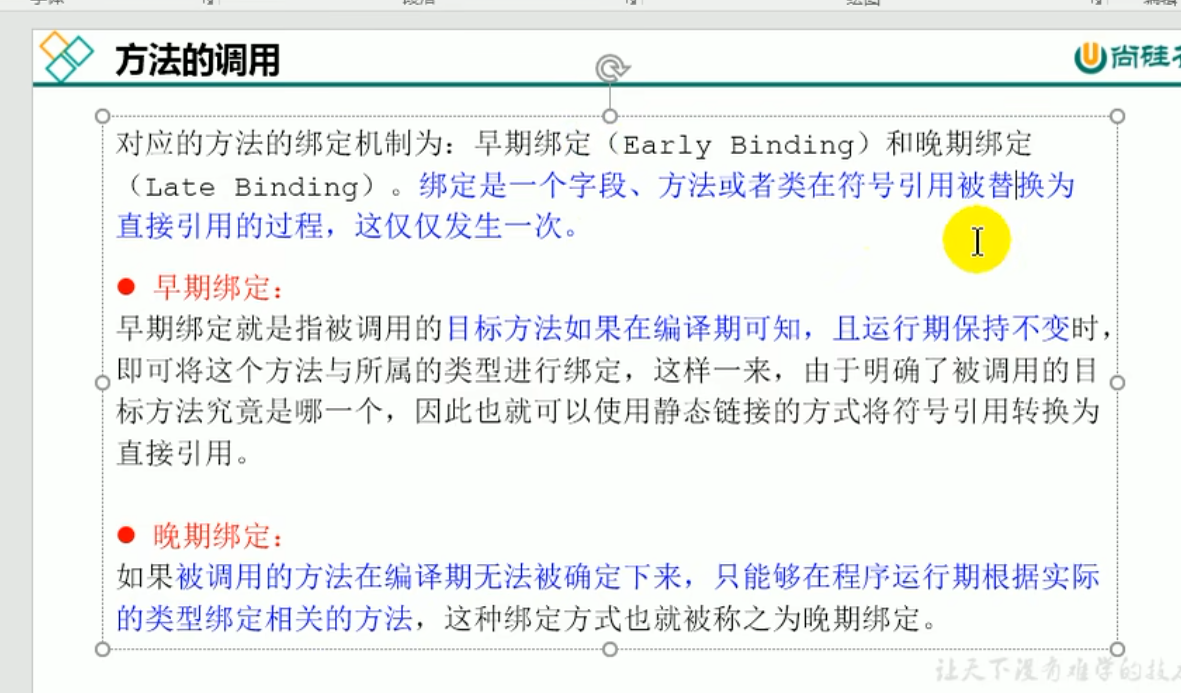 方法的调用
尚硅
对应的方法的绑定机制为：早期绑定（Early Binding）和晚期绑定
（Late Binding）。绑定是一个字段、方法或者类在符号引用被替换为
直接引用的过程，这仅仅发生一次。
● 早期绑定：
早期绑定就是指被调用的目标方法如果在编译期可知，且运行期保持不变时，
即可将这个方法与所属的类型进行绑定，这样一来，由于明确了被调用的目
标方法究竟是哪一个，因此也就可以使用静态链接的方式将符号引用转换为
直接引用。
● 晚期绑定：
如果被调用的方法在编译期无法被确定下来，只能够在程序运行期根据实际
的类型绑定相关的方法，这种绑定方式也就被称之为晚期绑定。
让天下没有难学的技